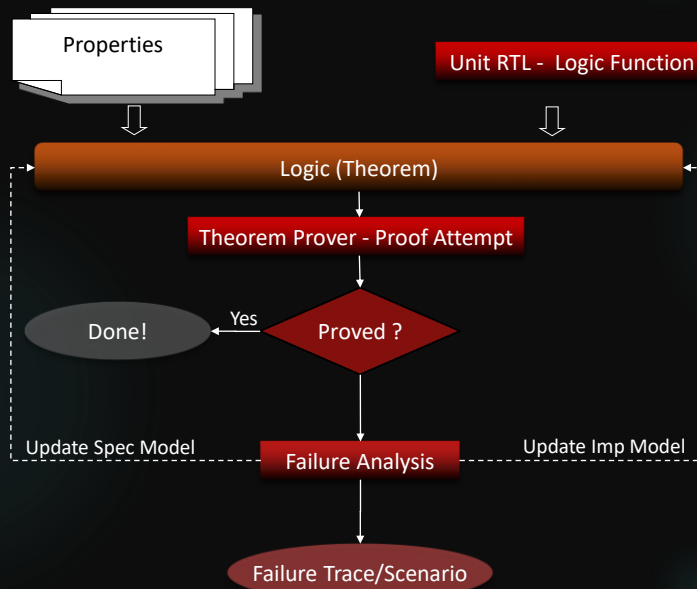 Properties
Unit RTL -  Logic Function
Logic (Theorem)
Theorem Prover - Proof Attempt
Done!
Yes
Proved ?
Update Spec Model
Failure Analysis
Update Imp Model
Failure Trace/Scenario